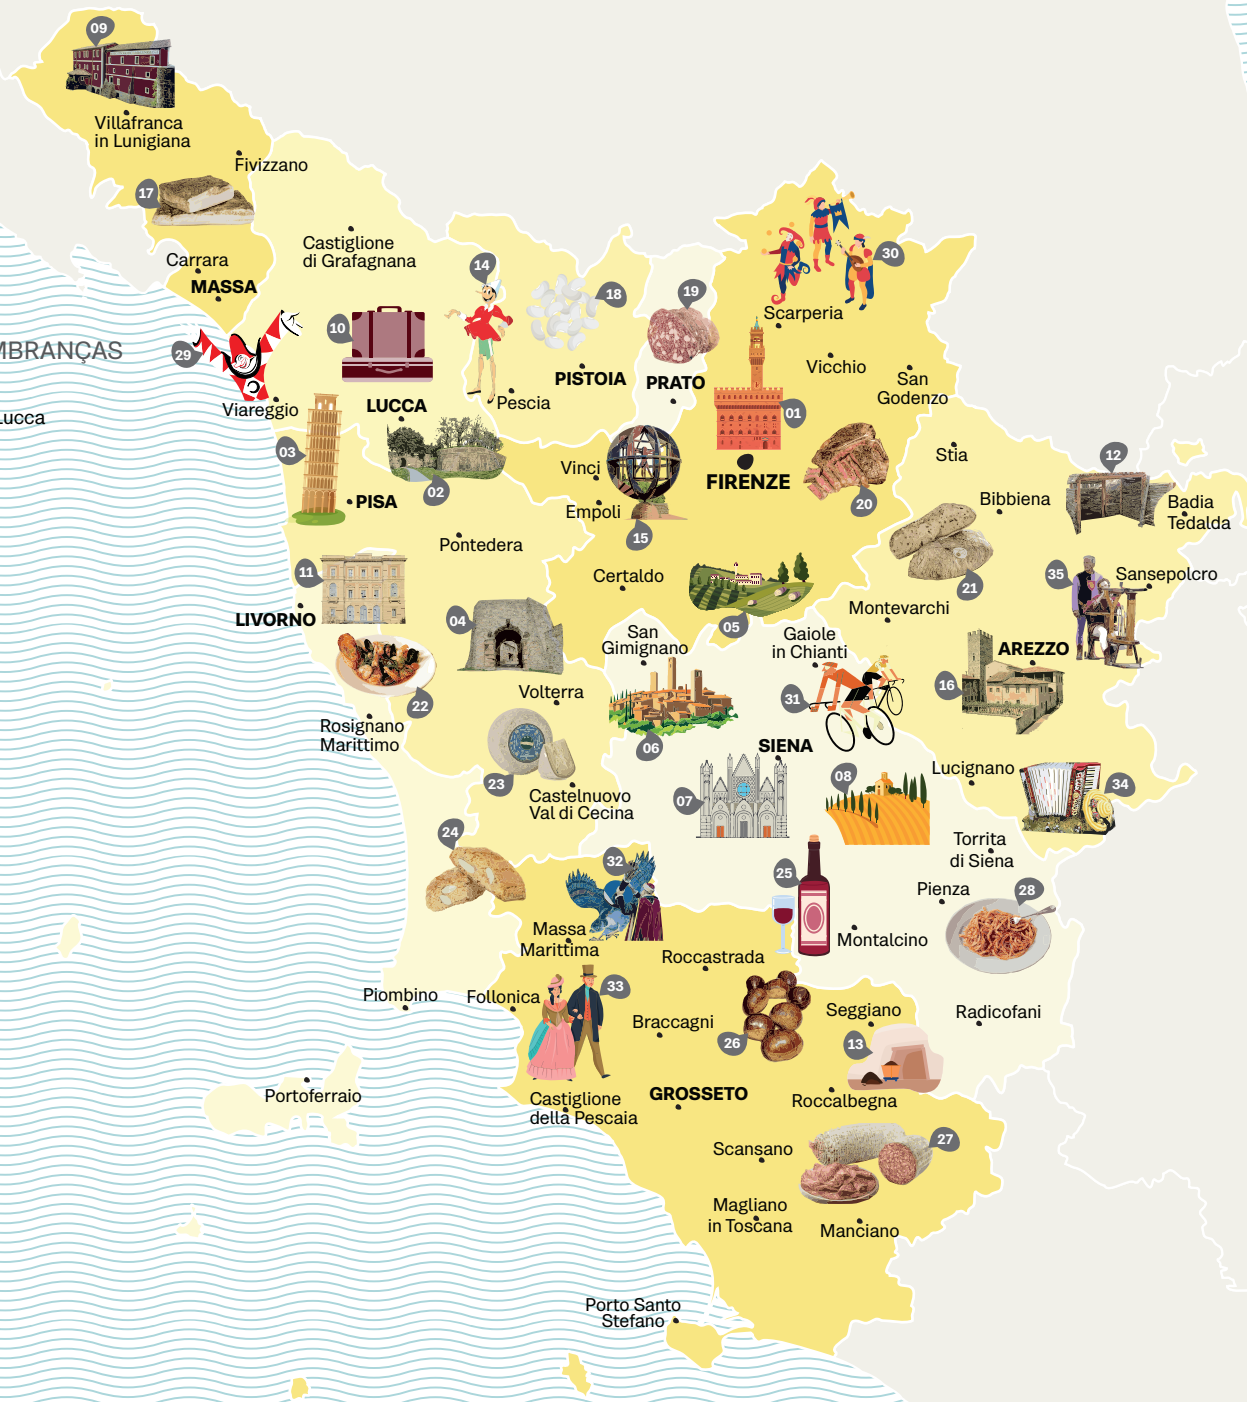 09
Villafranca
in Lunigiana
Fivizzano
17
Castiglione
di Grafagnana
Carrara
MASSA
14
18
19
30
Scarperia
10
29
MBRANÇAS
PISTOIA
PRATO
Vicchio
San
Godenzo
Viareggio
LUCCA
Pescia
01
Lucca
03
02
Vinci
FIRENZE
Stia
12
PISA
Empoli
15
20
Bibbiena
Badia
Tedalda
Pontedera
11
Certaldo
21
35
Sansepolcro
LIVORNO
04
05
Montevarchi
San
Gimignano
Gaiole
in Chianti
AREZZO
22
Volterra
31
16
Rosignano
Marittimo
06
SIENA
23
07
08
Lucignano
34
Castelnuovo
Val di Cecina
24
32
25
Torrita
di Siena
Pienza
28
Massa
Marittima
Montalcino
Roccastrada
Piombino
Follonica
33
Braccagni
26
Seggiano
Radicofani
13
Portoferraio
Castiglione
della Pescaia
GROSSETO
Roccalbegna
Scansano
27
Magliano
in Toscana
Manciano
Porto Santo
Stefano